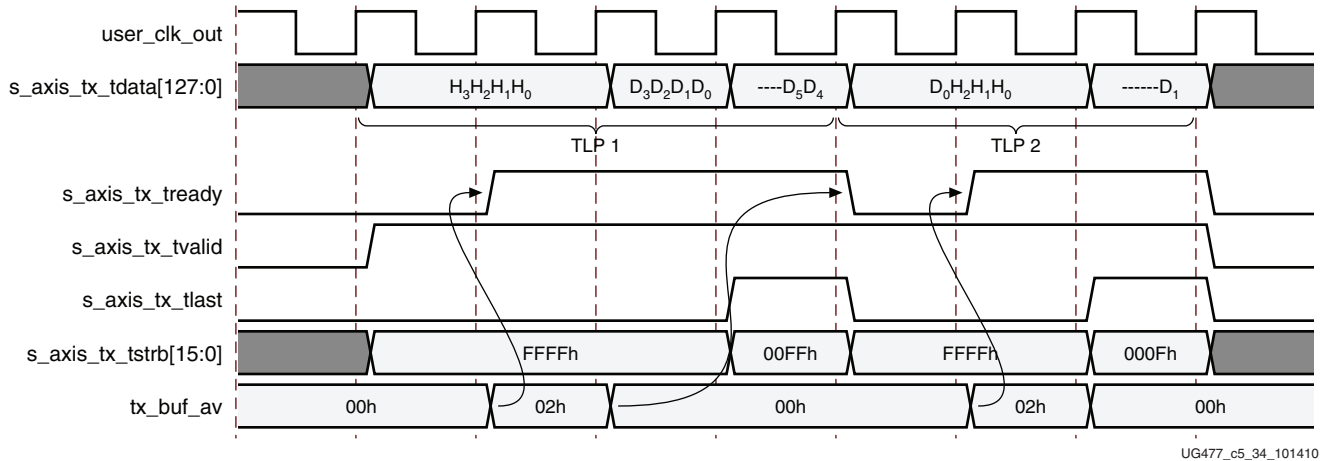 user_clk_out
s_axis_tx_tdata[127:0] H3H2H1H0 D3D2D1D0 ----D5D4 D0H2H1H0 ------D1
TLP 1 TLP 2
s_axis_tx_tready
s_axis_tx_tvalid
s_axis_tx_tlast
s_axis_tx_tstrb[15:0] FFFFh 00FFh FFFFh 000Fh
tx_buf_av 00h 02h 00h 02h 00h
UG477_c5_34_101410